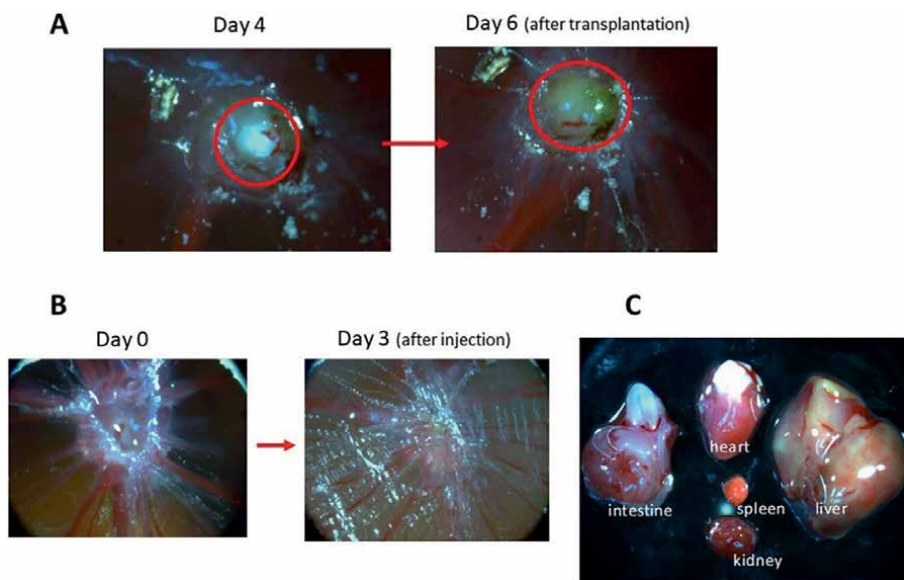 A
Day 4
Day 6 (after transplantation)
B
Day 0
Day 3 (after injection)
C
heart
intestine
spleen
liver
kidney